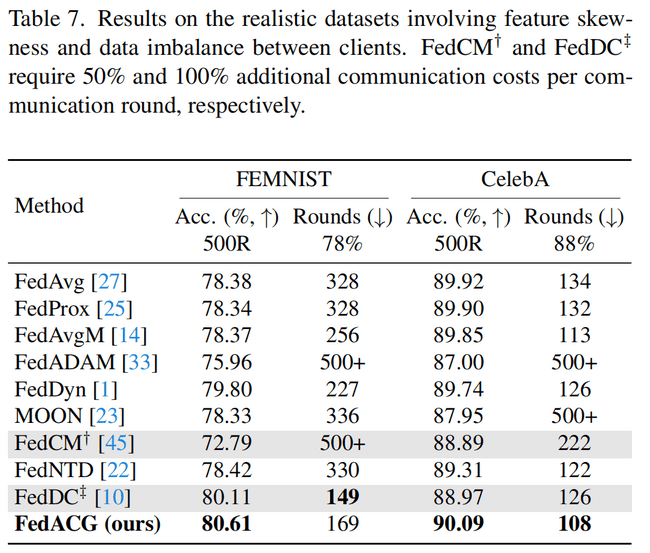 Table 7. Results on the realistic datasets involving feature skew-
ness and data imbalance between clients. FedCM† and FedDC‡
require 50% and 100% additional communication costs per com-
munication round, respectively.
Method FEMNIST CelebA
Acc. (%, ↑) Rounds (↓) Acc. (%, ↑) Rounds (↓)
500R 78% 500R 88%
FedAvg [27] 78.38 328 89.92 134
FedProx [25] 78.34 328 89.90 132
FedAvgM [14] 78.37 256 89.85 113
FedADAM [33] 75.96 500+ 87.00 500+
FedDyn [1] 79.80 227 89.74 126
MOON [23] 78.33 336 87.95 500+
FedCM† [45] 72.79 500+ 88.89 222
FedNTD [22] 78.42 330 89.31 122
FedDC‡ [10] 80.11 149 88.97 126
FedACG (ours) 80.61 169 90.09 108